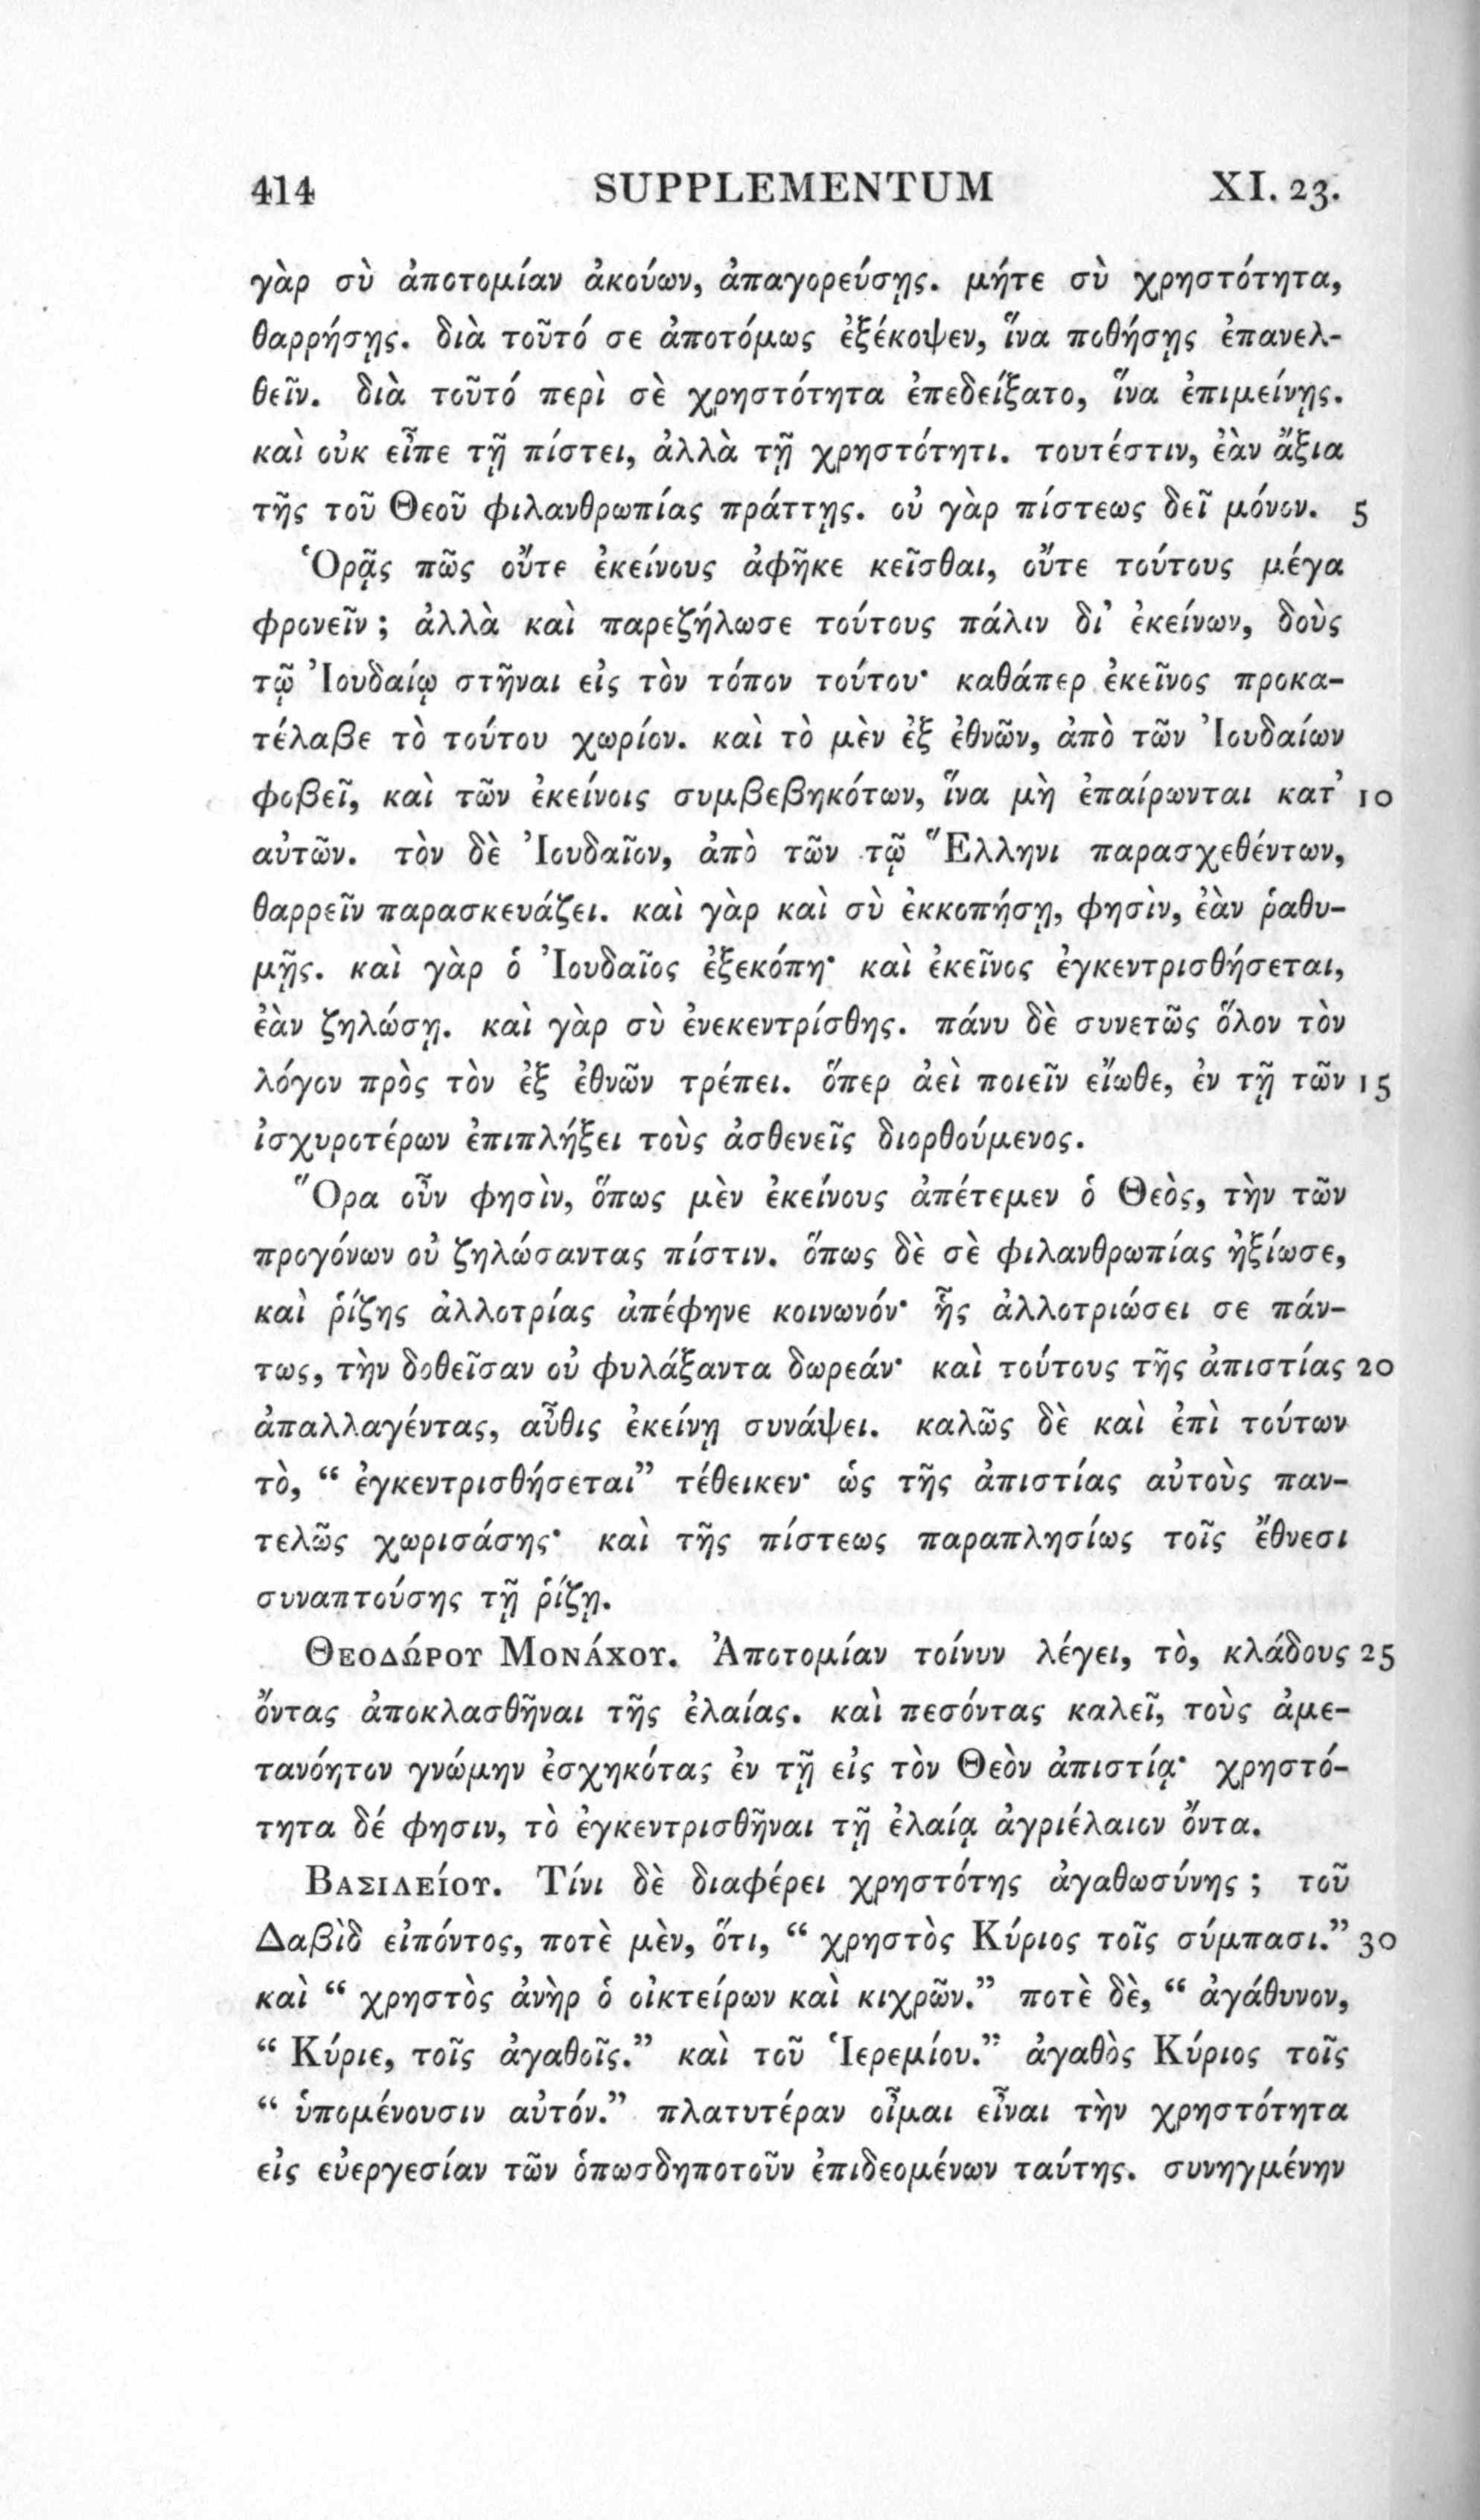 414 SUPPLEMENTUM XI. 23.
γὰρ σὺ ἀποτομίαν ἀκούων, ἀπαγορεύσῃς. μήτε σὺ χρηστότητα,
θαρρήσῃς. διὰ τοῦτό σε ἀποτόμως ἐξέκοψεν, ἵνα ποθήσῃς ἐπανελ-
θεῖν. διὰ τοῦτό περὶ σὲ χρηστότητα ἐπεδείξατο, ἵνα ἐπιμείνῃς.
καὶ οὐκ εἶπε τῇ πίστει, ἀλλὰ τῇ χρηστότητι. τουτέστιν, ἐὰν ἄξια
τῆς τοῦ Θεοῦ φιλανθρωπίας πράττῃς. οὐ γὰρ πίστεως δεῖ μόνον. 5
Ὁρᾷς πῶς οὔτε ἐκείνους ἀφῆκε κεῖσθαι, οὔτε τούτους μέγα
φρονεῖν; ἀλλὰ καὶ παρεζήλωσε τούτους πάλιν δι’ ἐκείνων, δοὺς
τῷ Ἰουδαίῳ στῆναι εἰς τὸν τόπον τούτου· καθάπερ ἐκεῖνος προκα-
τέλαβε τὸ τούτου χωρίον. καὶ τὸ μὲν ἐξ ἐθνῶν, ἀπὸ τῶν Ἰουδαίων
φοβεῖ, καὶ τῶν ἐκείνοις συμβεβηκότων, ἵνα μὴ ἐπαίρωνται κατ’ 10
αὐτῶν. τὸν δὲ Ἰουδαῖον, ἀπὸ τῶν τῷ Ἕλληνι παρασχεθέντων,
θαρρεῖν παρασκευάζει. καὶ γὰρ καὶ σὺ ἐκκοπήσῃ, φησὶν, ἐὰν ῥαθυ-
μῇς. καὶ γὰρ ὁ Ἰουδαῖος ἐξεκόπη· καὶ ἐκεῖνος ἐγκεντρισθήσεται,
ἐὰν ζηλώσῃ. καὶ γὰρ σὺ ἐνεκεντρίσθης. πάνυ δὲ συνετῶς ὅλον τὸν
λόγον πρὸς τὸν ἐξ ἐθνῶν τρέπει. ὅπερ ἀεὶ ποιεῖν εἴωθε, ἐν τῇ τῶν 15
ἰσχυροτέρων ἐπιπλήξει τοὺς ἀσθενεῖς διορθούμενος.
Ὅρα οὖν φησὶν, ὅπως μὲν ἐκείνους ἀπέτεμεν ὁ Θεὸς, τὴν τῶν
προγόνων οὐ ζηλώσαντας πίστιν. ὅπως δὲ σὲ φιλανθρωπίας ἠξίωσε,
καὶ ῥίζης ἀλλοτρίας ἀπέφηνε κοινωνόν· ἧς ἀλλοτριώσει σε πάν-
τως, τὴν δοθεῖσαν οὐ φυλάξαντα δωρεάν· καὶ τούτους τῆς ἀπιστίας 20
ἀπαλλαγέντας, αὖθις ἐκείνῃ συνάψει. καλῶς δὲ καὶ ἐπὶ τούτων
τὸ, “ ἐγκεντρισθήσεται” τέθεικεν· ὡς τῆς ἀπιστίας αὐτοὺς παν-
τελῶς χωρισάσης· καὶ τῆς πίστεως παραπλησίως τοῖς ἔθνεσι
συναπτούσης τῇ ῥίζῃ.
Θεοδώρου Μονάχου. Ἀποτομίαν τοίνυν λέγει, τὸ, κλάδους 25
ὄντας ἀποκλασθῆναι τῆς ἐλαίας. καὶ πεσόντας καλεῖ, τοὺς ἀμε-
τανόητον γνώμην ἐσχηκότας ἐν τῇ εἰς τὸν Θεὸν ἀπιστίᾳ· χρηστό-
τητα δέ φησιν, τὸ ἐγκεντρισθῆναι τῇ ἐλαίᾳ ἀγριέλαιον ὄντα.
Βασιλείου. Τίνι δὲ διαφέρει χρηστότης ἀγαθωσύνης; τοῦ
Δαβὶδ εἰπόντος, ποτὲ μὲν, ὅτι, “ χρηστὸς Κύριος τοῖς σύμπασι.” 30
καὶ “ χρηστὸς ἀνὴρ ὁ οἰκτείρων καὶ κιχρῶν.” ποτὲ δὲ, “ ἀγάθυνον,
“ Κύριε, τοῖς ἀγαθοῖς.” καὶ τοῦ Ἱερεμίου.” ἀγαθὸς Κύριος τοῖς
“ ὑπομένουσιν αὐτόν.” πλατυτέραν οἶμαι εἶναι τὴν χρηστότητα
εἰς εὐεργεσίαν τῶν ὁπωσδηποτοῦν ἐπιδεομένων ταύτης. συνηγμένην